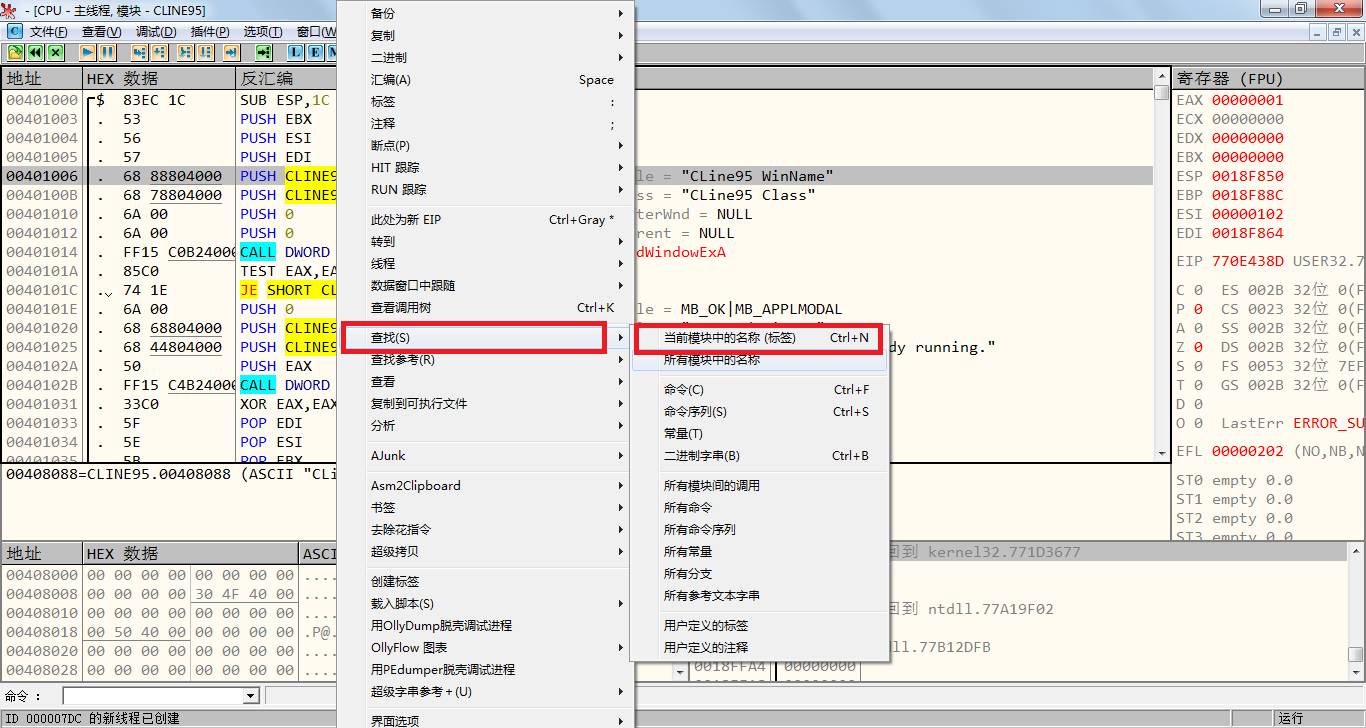 - [CPU - 主线程, 模块 - CLINE95]
C 文件(F) 查看(V) 调试(D) 插件(P) 选项(T) 窗口(W
L E M
地址 HEX 数据 反汇编
00401000 $ 83EC 1C SUB ESP,1C
00401003 . 53 PUSH EBX
00401004 . 56 PUSH ESI
00401005 . 57 PUSH EDI
00401006 . 68 88804000 PUSH CLINE9 le = "CLine95 WinName"
0040100B . 68 78804000 PUSH CLINE9 ss = "CLine95 Class"
00401010 . 6A 00 PUSH 0 terWnd = NULL
00401012 . 6A 00 PUSH 0 rent = NULL
00401014 . FF15 C0B24000 CALL DWORD dWindowExA
0040101A . 85C0 TEST EAX,EA
0040101C . 74 1E JE SHORT CL
0040101E . 6A 00 PUSH 0 le = MB_OK|MB_APPLMODAL
00401020 . 68 68804000 PUSH CLINE9
00401025 . 68 44804000 PUSH CLINE9 dy running."
0040102A . 50 PUSH EAX
0040102B . FF15 C4B24000 CALL DWORD
00401031 . 33C0 XOR EAX,EAX
00401033 . 5F POP EDI
00401034 . 5E POP ESI
00401035 . 5B POP EBX
00408088=CLINE95.00408088 (ASCII "CLi
地址 HEX 数据 ASCI
00408000 00 00 00 00 00 00 00 00 ....
00408008 00 00 00 00 30 4F 40 00 ....
00408010 00 00 00 00 00 00 00 00 ....
00408018 00 50 40 00 00 00 00 00 .P@.
00408020 00 00 00 00 00 00 00 00 ....
00408028 00 00 00 00 00 00 00 00 ....
命令 :
ID 000007DC 的新线程已创建
备份
复制
二进制
汇编(A) Space
标签 :
注释 ;
断点(P)
HIT 跟踪
RUN 跟踪
此处为新 EIP Ctrl+Gray *
转到
线程
数据窗口中跟随
查看调用树 Ctrl+K
查找(S)
查找参考(R)
查看
复制到可执行文件
分析
AJunk
Asm2Clipboard
书签
去除花指令
超级拷贝
创建标签
载入脚本(S)
用OllyDump脱壳调试进程
OllyFlow 图表
用PEdumper脱壳调试进程
超级字串参考+(U)
界面选项
当前模块中的名称 (标签) Ctrl+N
所有模块中的名称
命令(C) Ctrl+F
命令序列(S) Ctrl+S
常量(T)
二进制字串(B) Ctrl+B
所有模块间的调用
所有命令
所有命令序列
所有常量
所有分支
所有参考文本字串
用户定义的标签
用户定义的注释
寄存器 (FPU)
EAX 00000001
ECX 00000000
EDX 00000000
EBX 00000000
ESP 0018F850
EBP 0018F88C
ESI 00000102
EDI 0018F864
EIP 770E438D USER32.7
C 0 ES 002B 32位 0(F
P 0 CS 0023 32位 0(F
A 0 SS 002B 32位 0(F
Z 0 DS 002B 32位 0(F
S 0 FS 0053 32位 7EF
T 0 GS 002B 32位 0(F
D 0
O 0 LastErr ERROR_SU
EFL 00000202 (NO,NB,N
ST0 empty 0.0
ST1 empty 0.0
ST2 empty 0.0
ST3 empty 0.0
回到 kernel32.771D3677
回到 ntdll.77A19F02
ll.77B12DFB
0018FFA4 00000000
运行